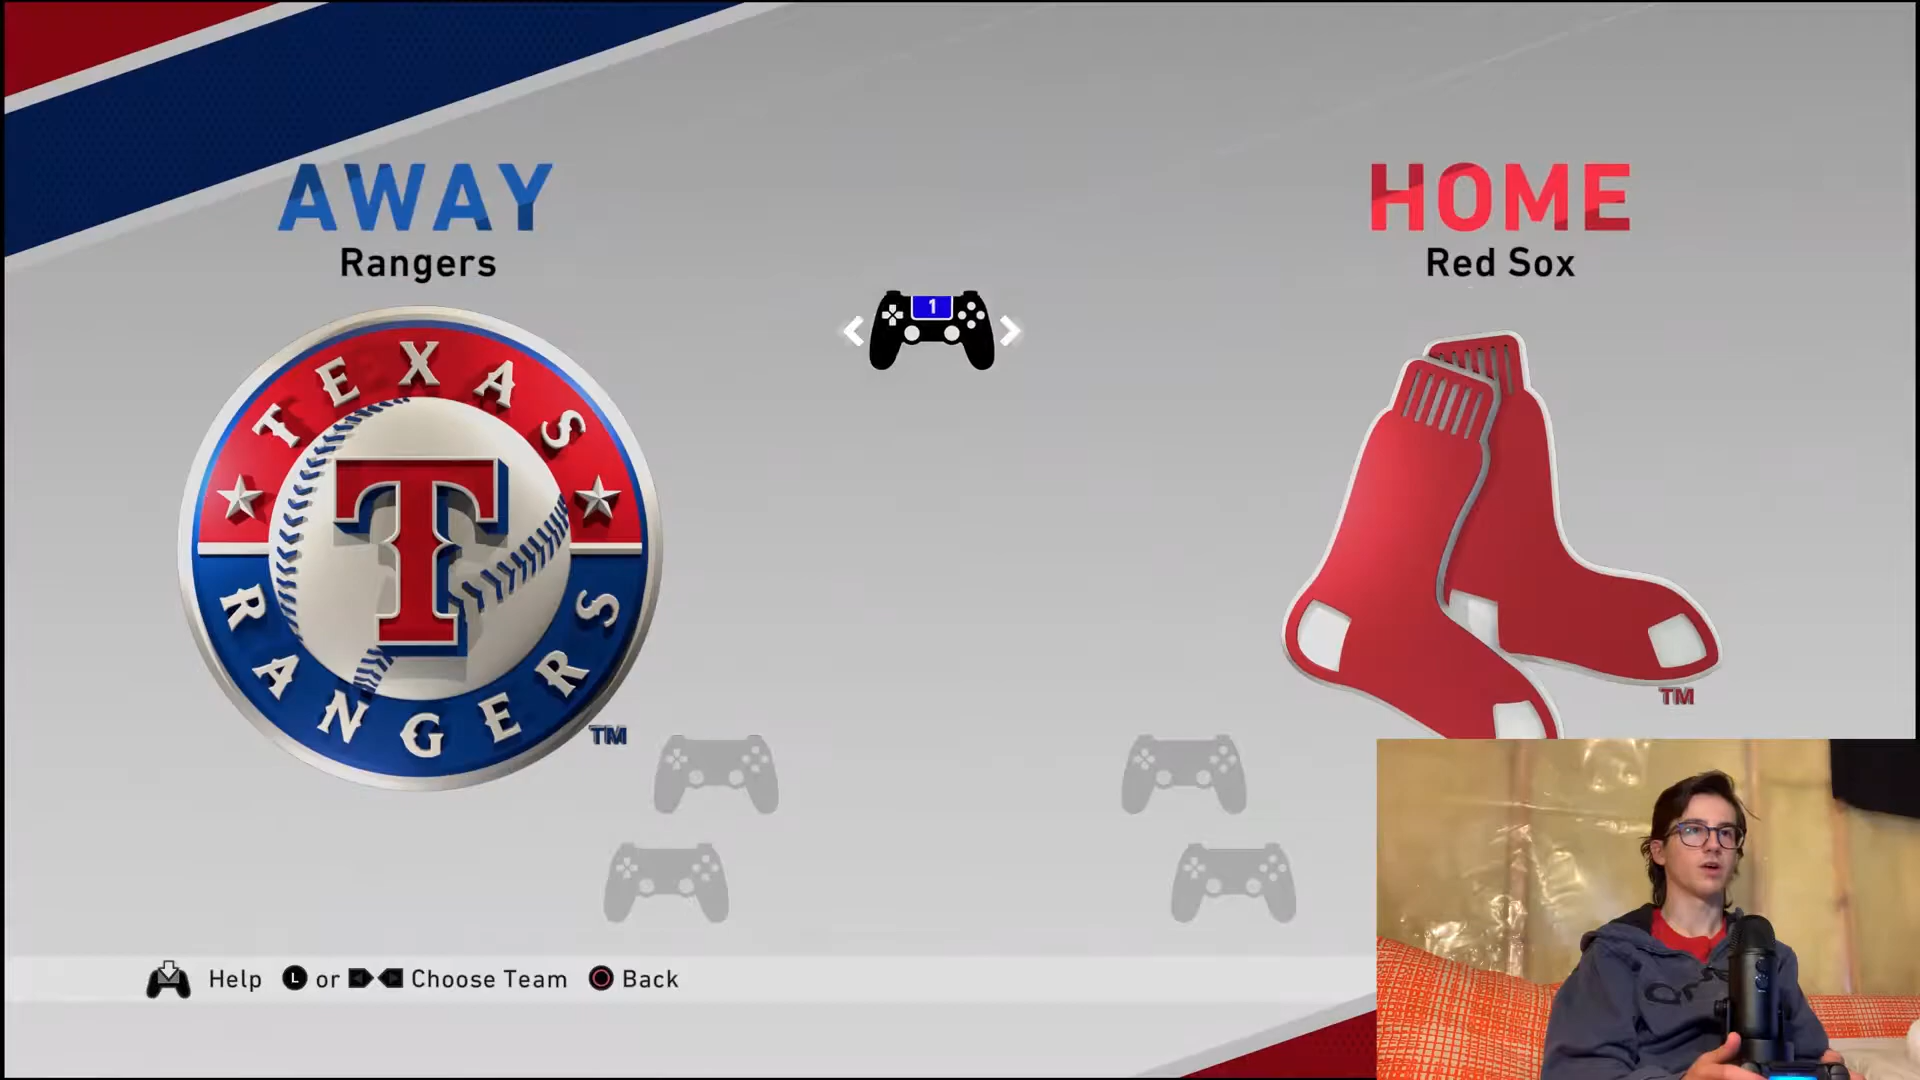 AWAY
Rangers
HOME
Red Sox
1
TEXAS
T
RANGERS
TM
TM
Help L or Choose Team Back